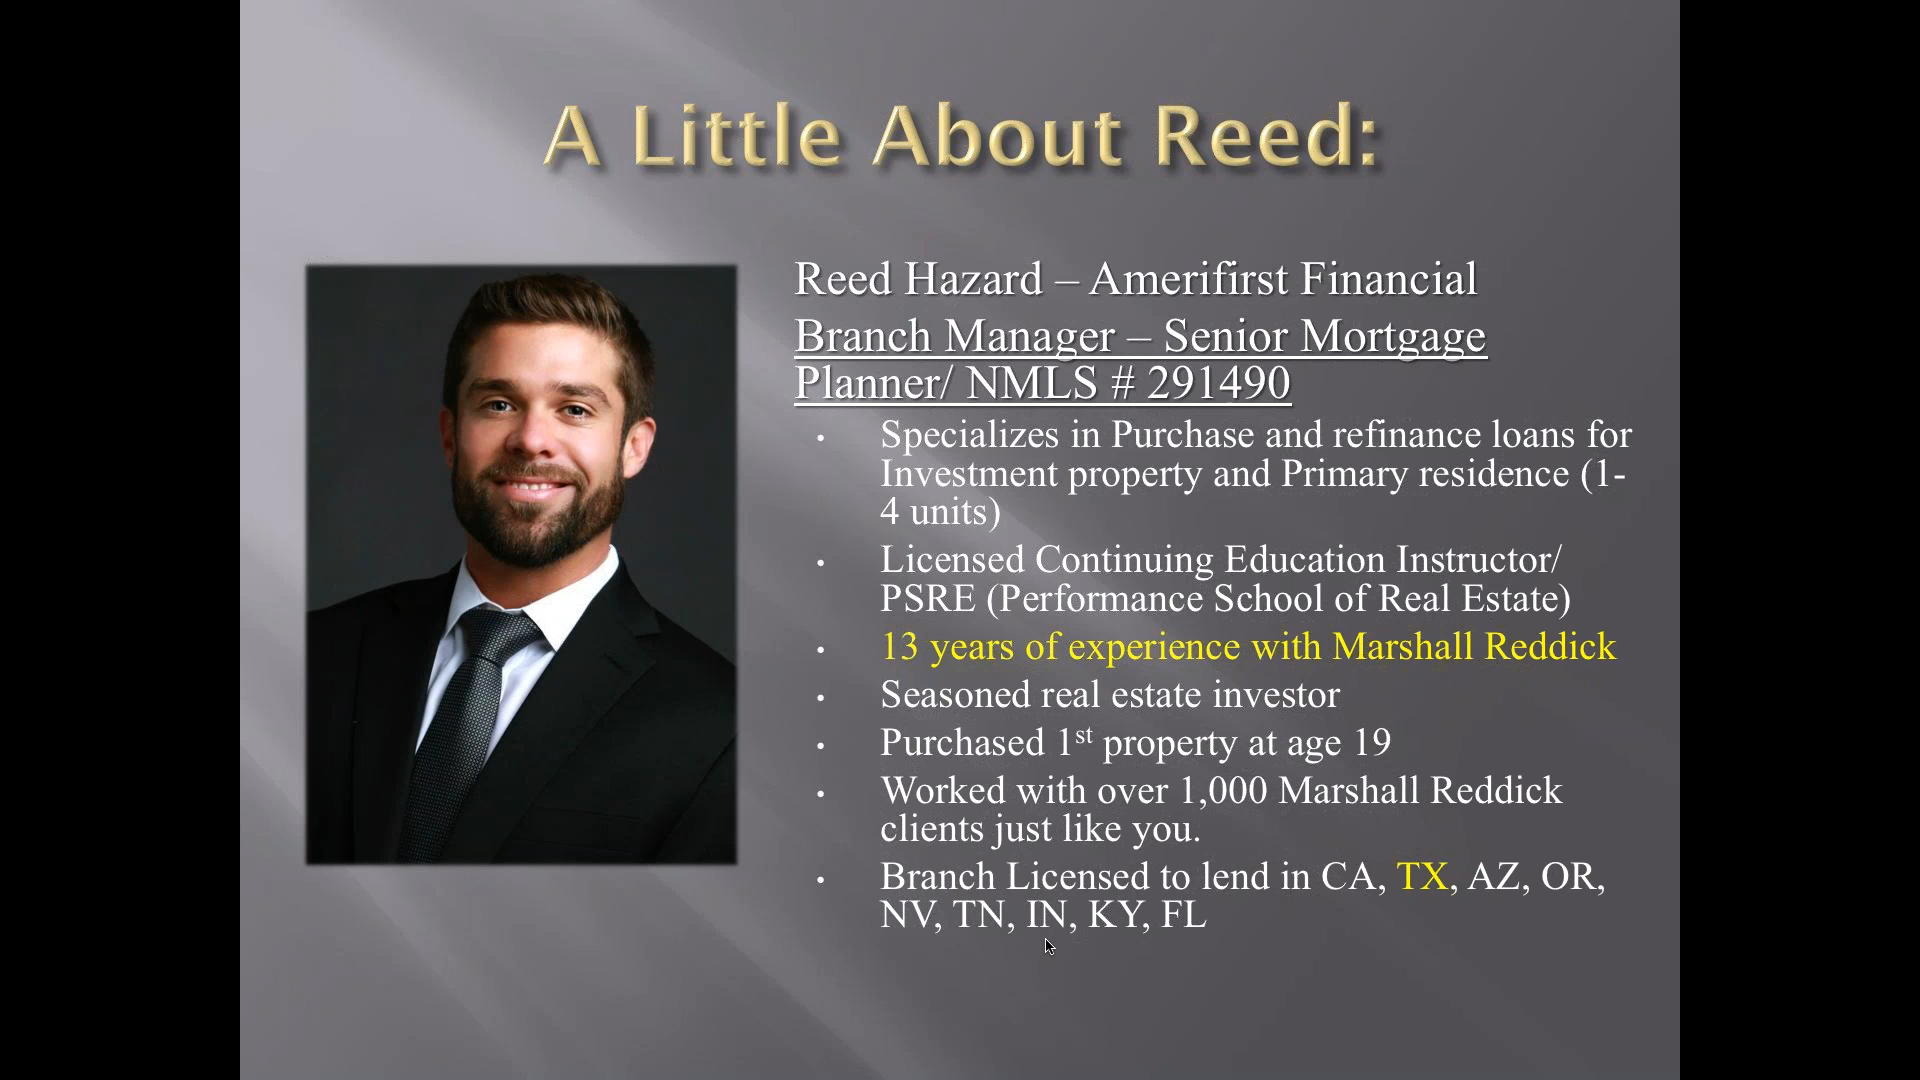 A Little About Reed:
Reed Hazard – Amerifirst Financial
Branch Manager – Senior Mortgage
Planner/ NMLS # 291490
• Specializes in Purchase and refinance loans for
Investment property and Primary residence (1-
4 units)
• Licensed Continuing Education Instructor/
PSRE (Performance School of Real Estate)
• 13 years of experience with Marshall Reddick
• Seasoned real estate investor
• Purchased 1st property at age 19
• Worked with over 1,000 Marshall Reddick
clients just like you.
• Branch Licensed to lend in CA, TX, AZ, OR,
NV, TN, IN, KY, FL